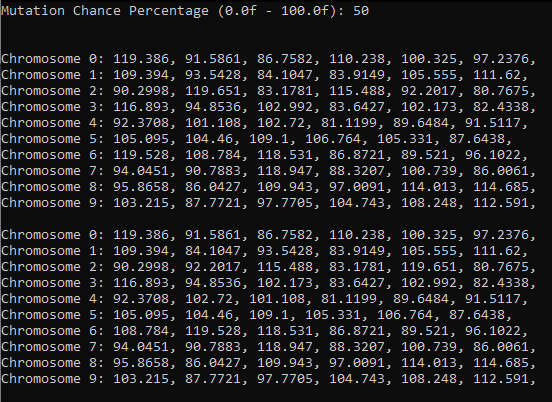 Mutation Chance Percentage (0.0f - 100.0f): 50
Chromosome 0: 119.386, 91.5861, 86.7582, 110.238, 100.325, 97.2376,
Chromosome 1: 109.394, 93.5428, 84.1047, 83.9149, 105.555, 111.62,
Chromosome 2: 90.2998, 119.651, 83.1781, 115.488, 92.2017, 80.7675,
Chromosome 3: 116.893, 94.8536, 102.992, 83.6427, 102.173, 82.4338,
Chromosome 4: 92.3708, 101.108, 102.72, 81.1199, 89.6484, 91.5117,
Chromosome 5: 105.095, 104.46, 109.1, 106.764, 105.331, 87.6438,
Chromosome 6: 119.528, 108.784, 118.531, 86.8721, 89.521, 96.1022,
Chromosome 7: 94.0451, 90.7883, 118.947, 88.3207, 100.739, 86.0061,
Chromosome 8: 95.8658, 86.0427, 109.943, 97.0091, 114.013, 114.685,
Chromosome 9: 103.215, 87.7721, 97.7705, 104.743, 108.248, 112.591,
Chromosome 0: 119.386, 91.5861, 86.7582, 110.238, 100.325, 97.2376,
Chromosome 1: 109.394, 84.1047, 93.5428, 83.9149, 105.555, 111.62,
Chromosome 2: 90.2998, 92.2017, 115.488, 83.1781, 119.651, 80.7675,
Chromosome 3: 116.893, 94.8536, 102.173, 83.6427, 102.992, 82.4338,
Chromosome 4: 92.3708, 102.72, 101.108, 81.1199, 89.6484, 91.5117,
Chromosome 5: 105.095, 104.46, 109.1, 105.331, 106.764, 87.6438,
Chromosome 6: 108.784, 119.528, 118.531, 86.8721, 89.521, 96.1022,
Chromosome 7: 94.0451, 90.7883, 118.947, 88.3207, 100.739, 86.0061,
Chromosome 8: 95.8658, 86.0427, 109.943, 97.0091, 114.013, 114.685,
Chromosome 9: 103.215, 87.7721, 97.7705, 104.743, 108.248, 112.591,